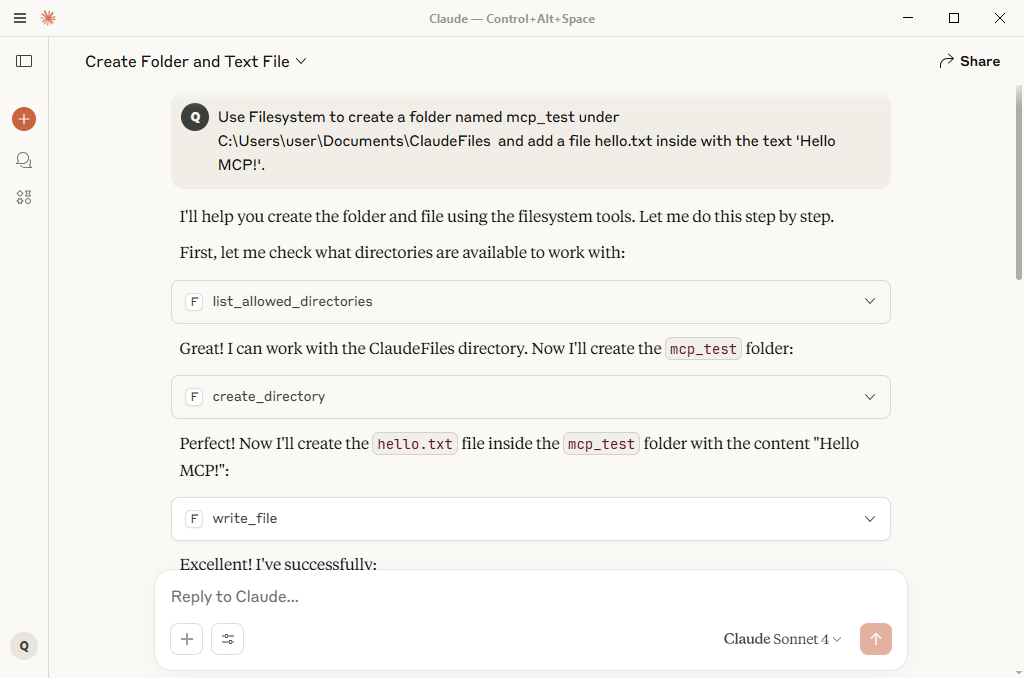 Claude — Control+Alt+Space
Create Folder and Text File
Share
Q
Use Filesystem to create a folder named mcp_test under
C:\Users\user\Documents\ClaudeFiles  and add a file hello.txt inside with the text 'Hello
MCP!'.
I'll help you create the folder and file using the filesystem tools. Let me do this step by step.
First, let me check what directories are available to work with:
F list_allowed_directories
Great! I can work with the ClaudeFiles directory. Now I'll create the mcp_test folder:
F create_directory
Perfect! Now I'll create the hello.txt file inside the mcp_test folder with the content "Hello
MCP!":
F write_file
Excellent! I've successfully:
Reply to Claude...
Claude Sonnet 4
Q